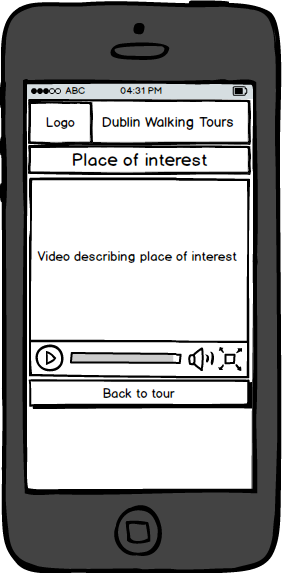 ABC 04:31 PM
Logo Dublin Walking Tours
Place of interest
Video describing place of interest
Back to tour